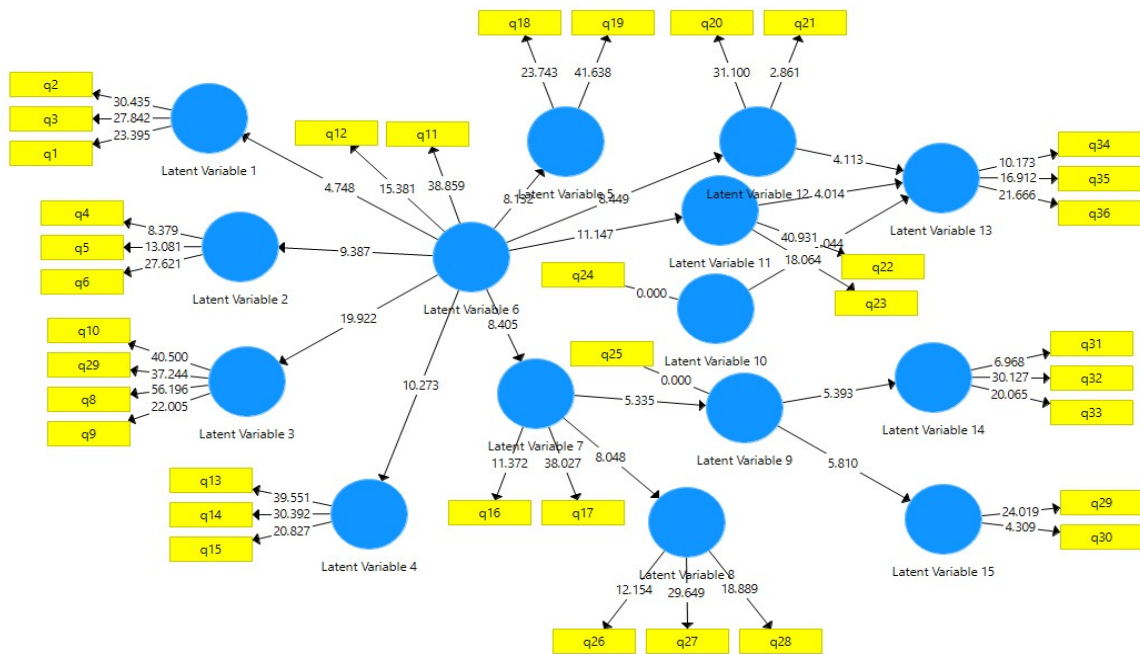 q18
q19
q20
q21
q2
q3
q1
30.435
27.842
23.395
Latent Variable 1
q12
q11
15.381
38.859
4.748
23.743
41.638
Latent Variable 5
8.132
31.100
2.861
Latent Variable 12
8.449
4.113
q34
q35
q36
10.173
16.912
21.666
Latent Variable 13
q4
q5
q6
8.379
13.081
27.621
Latent Variable 2
9.387
Latent Variable 6
11.147
4.014
Latent Variable 11
40.931
18.064
.044
q22
q23
q24
0.000
Latent Variable 10
q10
q29
q8
q9
40.500
37.244
56.196
22.005
Latent Variable 3
19.922
10.273
8.405
q25
0.000
Latent Variable 7
5.335
Latent Variable 9
5.393
q31
q32
q33
6.968
30.127
20.065
Latent Variable 14
q13
q14
q15
39.551
30.392
20.827
Latent Variable 4
11.372
38.027
q16
q17
8.048
Latent Variable 8
5.810
q29
q30
24.019
4.309
Latent Variable 15
12.154
29.649
18.889
q26
q27
q28